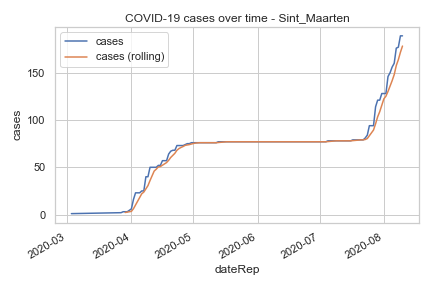 COVID-19 cases over time - Sint_Maarten
cases
cases (rolling)
150
100
50
0
cases
2020-03
2020-04
2020-05
2020-06
2020-07
2020-08
dateRep